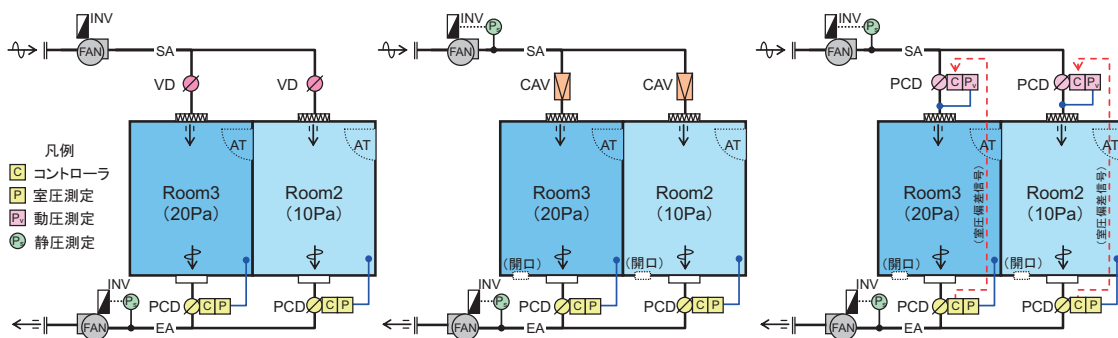 INV
FAN
SA
VD
VD
AT
AT
Room3
(20Pa)
Room2
(10Pa)
凡例
C コントローラ
P 室圧測定
Pv 動圧測定
Ps 静圧測定
INV
Ps
FAN
EA
PCD
C P
PCD
C P
INV
Ps
FAN
SA
CAV
CAV
AT
AT
Room3
(20Pa)
Room2
(10Pa)
(開口)
(開口)
INV
Ps
FAN
EA
PCD
C P
PCD
C P
INV
Ps
FAN
SA
PCD
C Pv
PCD
C Pv
AT
AT
Room3
(20Pa)
Room2
(10Pa)
(室圧偏差信号)
(室圧偏差信号)
(開口)
(開口)
INV
Ps
FAN
EA
PCD
C P
PCD
C P